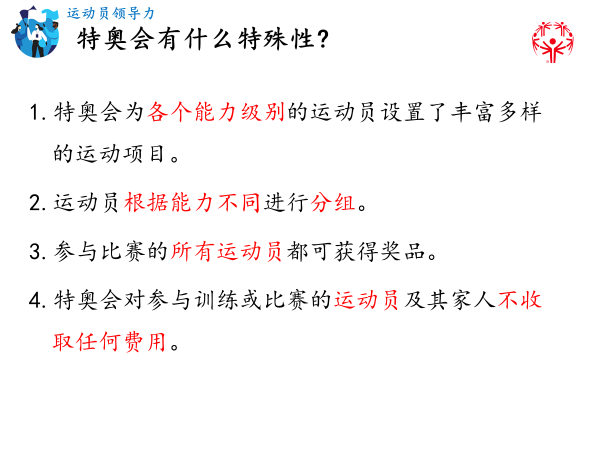 运动员领导力
特奥会有什么特殊性?
1. 特奥会为各个能力级别的运动员设置了丰富多样
的运动项目。
2. 运动员根据能力不同进行分组。
3. 参与比赛的所有运动员都可获得奖品。
4. 特奥会对参与训练或比赛的运动员及其家人不收
取任何费用。